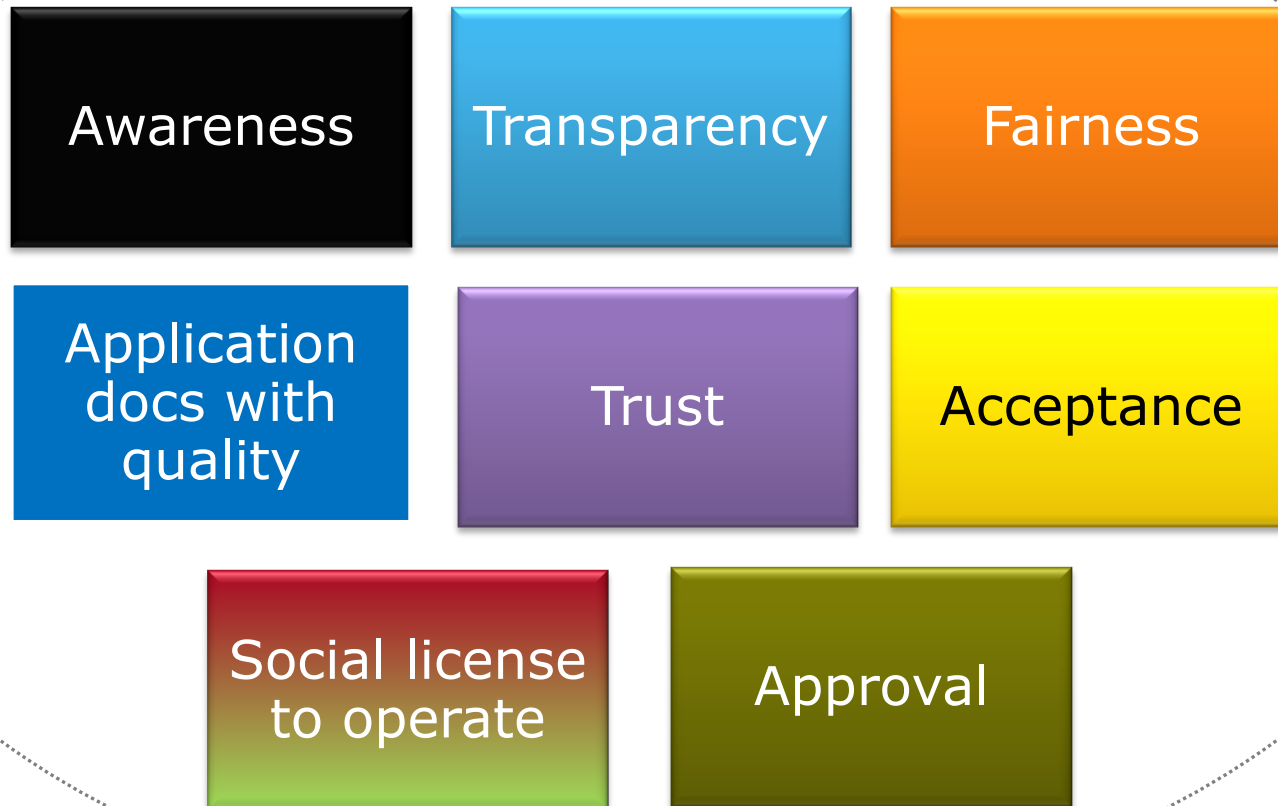 Awareness
Transparency
Fairness
Application
docs with
quality
Trust
Acceptance
Social license
to operate
Approval